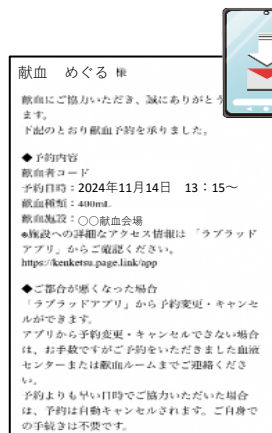 献血　めぐる 様
献血にご協力いただき、誠にありがとう
ます。
下記のとおり献血予約を承りました。
◆予約内容
献血者コード
予約日時：2024年11月14日　13：15～
献血種類：400mL
献血施設：○○献血会場
※施設への詳細なアクセス情報は 「ラブラッド
アプリ」からご確認ください。
https://kenketsu.page.link/app
◆ご都合が悪くなった場合
「ラブラッドアプリ」から予約変更・キャンセ
ルができます。
アプリから予約変更・キャンセルできない場合
は、お手数ですがご予約をいただきました血液
センターまたは献血ルームまでご連絡くださ
い。
予約よりも早い日時でご協力いただいた場合
は、予約は自動キャンセルされます。ご自身で
の手続きは不要です。